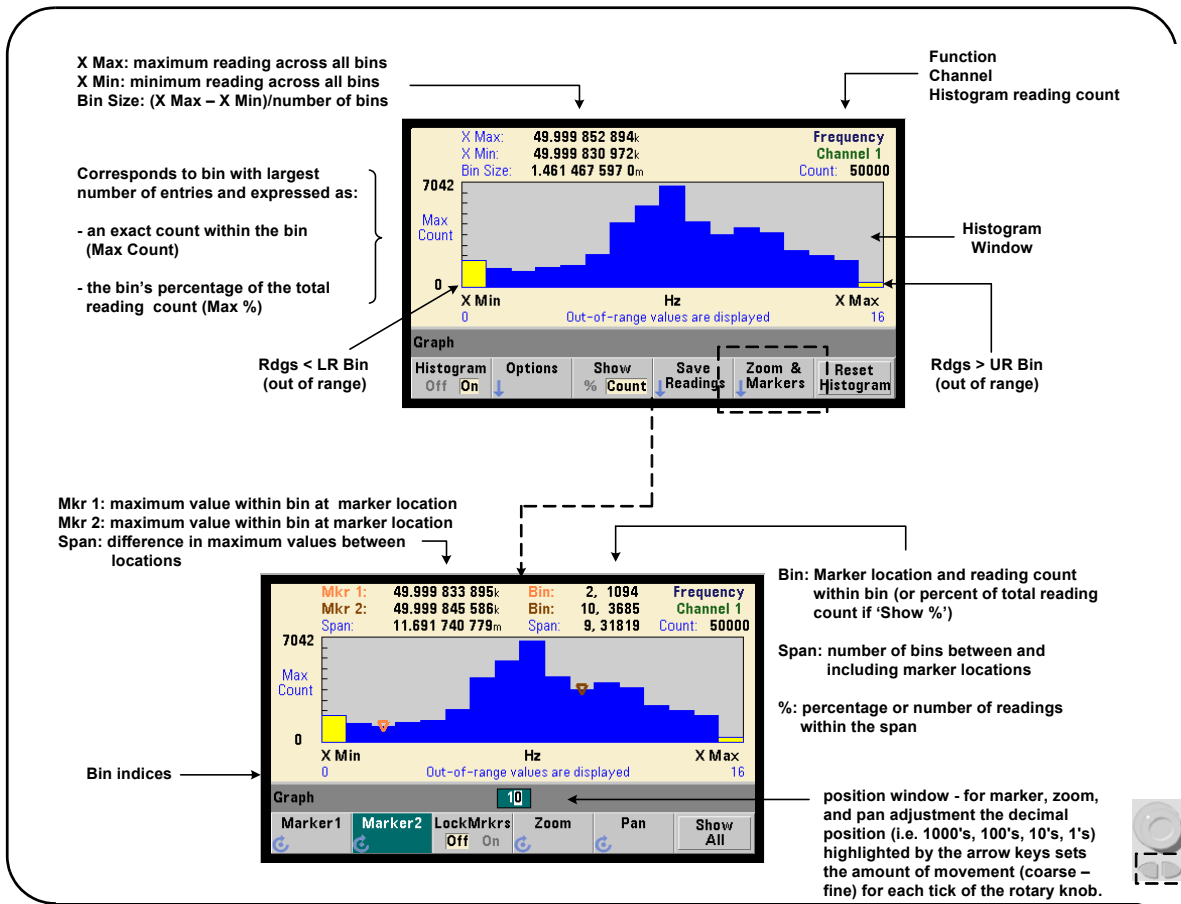 X Max: maximum reading across all bins
X Min: minimum reading across all bins
Bin Size: (X Max – X Min)/number of bins
Function
Channel
Histogram reading count
Corresponds to bin with largest
number of entries and expressed as:
- an exact count within the bin
(Max Count)
- the bin's percentage of the total
reading count (Max %)
X Max: 49.999 852 894k Frequency
X Min: 49.999 830 972k Channel 1
Bin Size: 1.461 467 597 0m Count: 50000
7042
Max
Count
0
X Min Hz X Max
0 Out-of-range values are displayed 16
Graph
Histogram Options Show Save Zoom & Reset
Off On % Count Readings Markers Histogram
Histogram
Window
Rdgs < LR Bin
(out of range)
Rdgs > UR Bin
(out of range)
Mkr 1: maximum value within bin at marker location
Mkr 2: maximum value within bin at marker location
Span: difference in maximum values between
locations
Mkr 1: 49.999 833 895k Bin: 2, 1094 Frequency
Mkr 2: 49.999 845 586k Bin: 10, 3685 Channel 1
Span: 11.691 740 779m Span: 9, 31819 Count: 50000
7042
Max
Count
0
X Min Hz X Max
0 Out-of-range values are displayed 16
Graph 10
Marker1 Marker2 LockMrkrs Zoom Pan Show
Off On All
Bin: Marker location and reading count
within bin (or percent of total reading
count if 'Show %')
Span: number of bins between and
including marker locations
%: percentage or number of readings
within the span
Bin indices
position window - for marker, zoom,
and pan adjustment the decimal
position (i.e. 1000's, 100's, 10's, 1's)
highlighted by the arrow keys sets
the amount of movement (coarse –
fine) for each tick of the rotary knob.